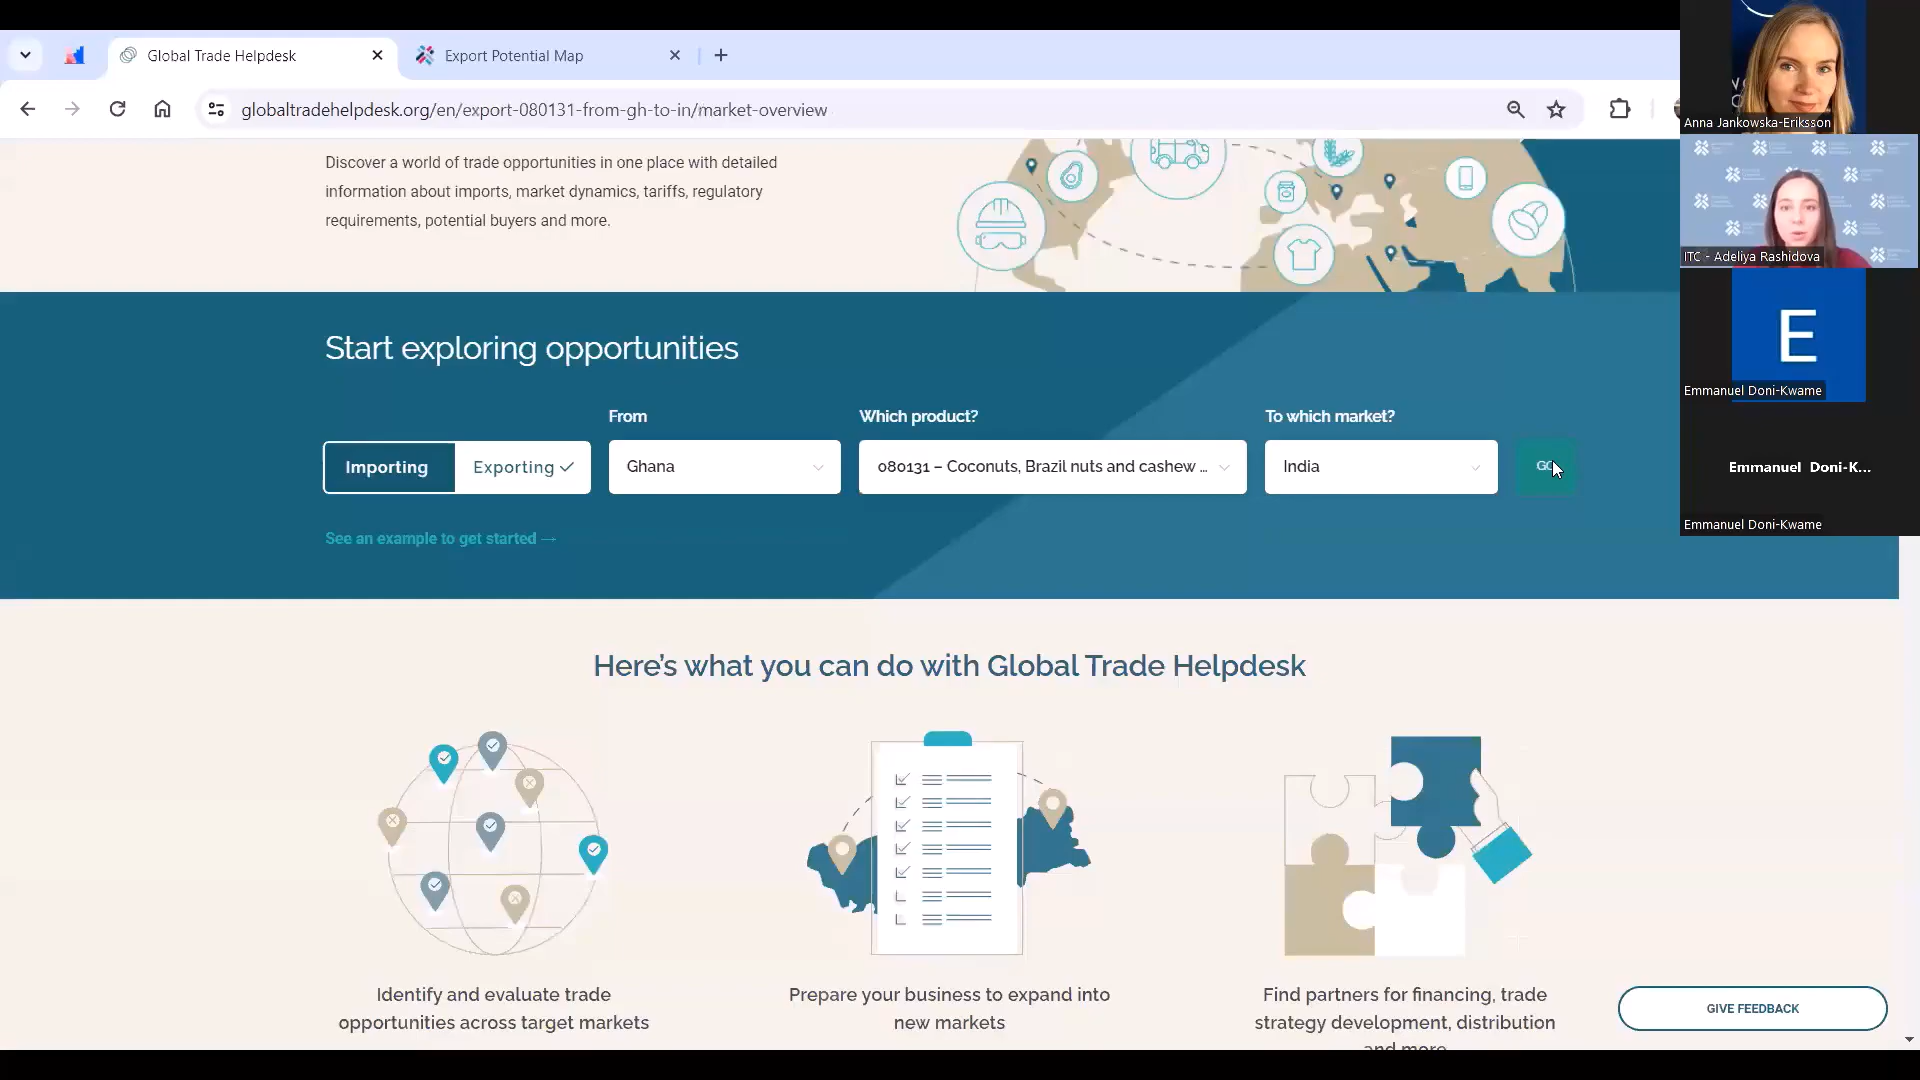 Global Trade Helpdesk
Export Potential Map
globaltradehelpdesk.org/en/export-080131-from-gh-to-in/market-overview
Discover a world of trade opportunities in one place with detailed
information about imports, market dynamics, tariffs, regulatory
requirements, potential buyers and more.
Start exploring opportunities
From
Which product?
To which market?
Importing
Exporting
Ghana
080131 – Coconuts, Brazil nuts and cashew ...
India
GO
See an example to get started →
Here's what you can do with Global Trade Helpdesk
Identify and evaluate trade
opportunities across target markets
Prepare your business to expand into
new markets
Find partners for financing, trade
strategy development, distribution
and more
GIVE FEEDBACK
Anna Jankowska-Eriksson
ITC - Adeliya Rashidova
E
Emmanuel Doni-Kwame
Emmanuel Doni-K...
Emmanuel Doni-Kwame